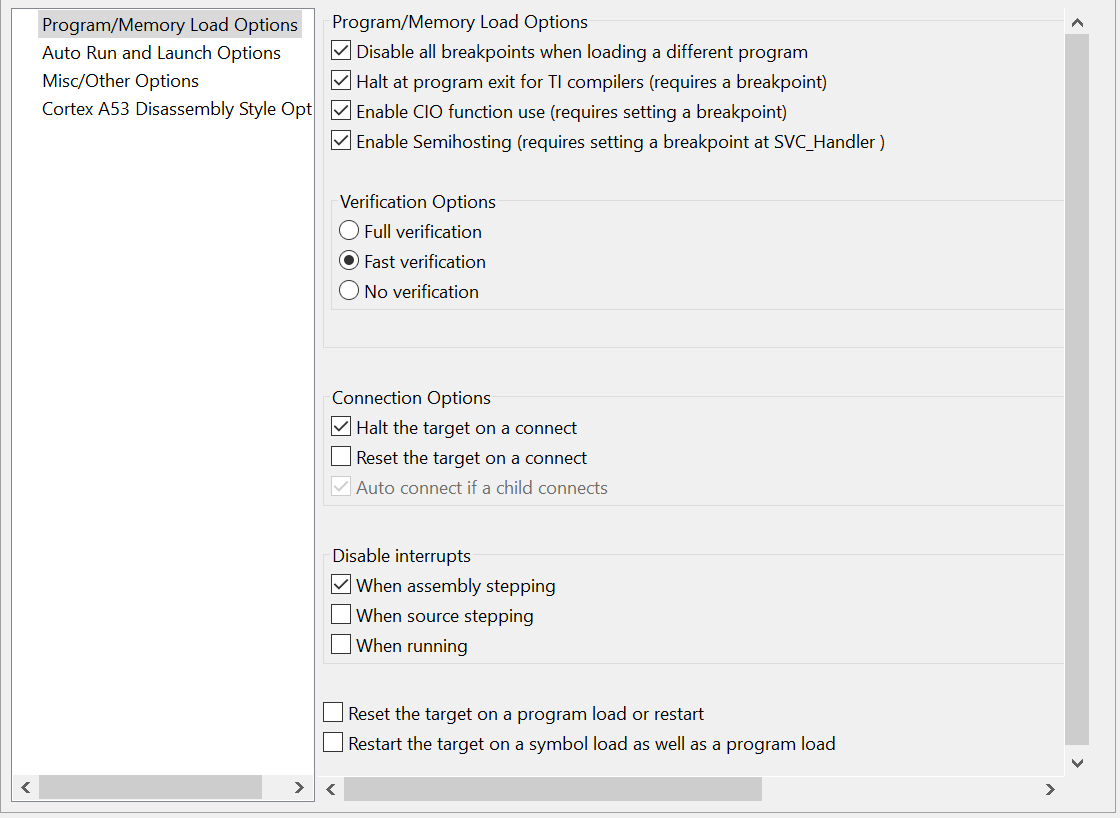 Program/Memory Load Options
Auto Run and Launch Options
Misc/Other Options
Cortex A53 Disassembly Style Opt
Program/Memory Load Options
Disable all breakpoints when loading a different program
Halt at program exit for TI compilers (requires a breakpoint)
Enable CIO function use (requires setting a breakpoint)
Enable Semihosting (requires setting a breakpoint at SVC_Handler )
Verification Options
Full verification
Fast verification
No verification
Connection Options
Halt the target on a connect
Reset the target on a connect
Auto connect if a child connects
Disable interrupts
When assembly stepping
When source stepping
When running
Reset the target on a program load or restart
Restart the target on a symbol load as well as a program load